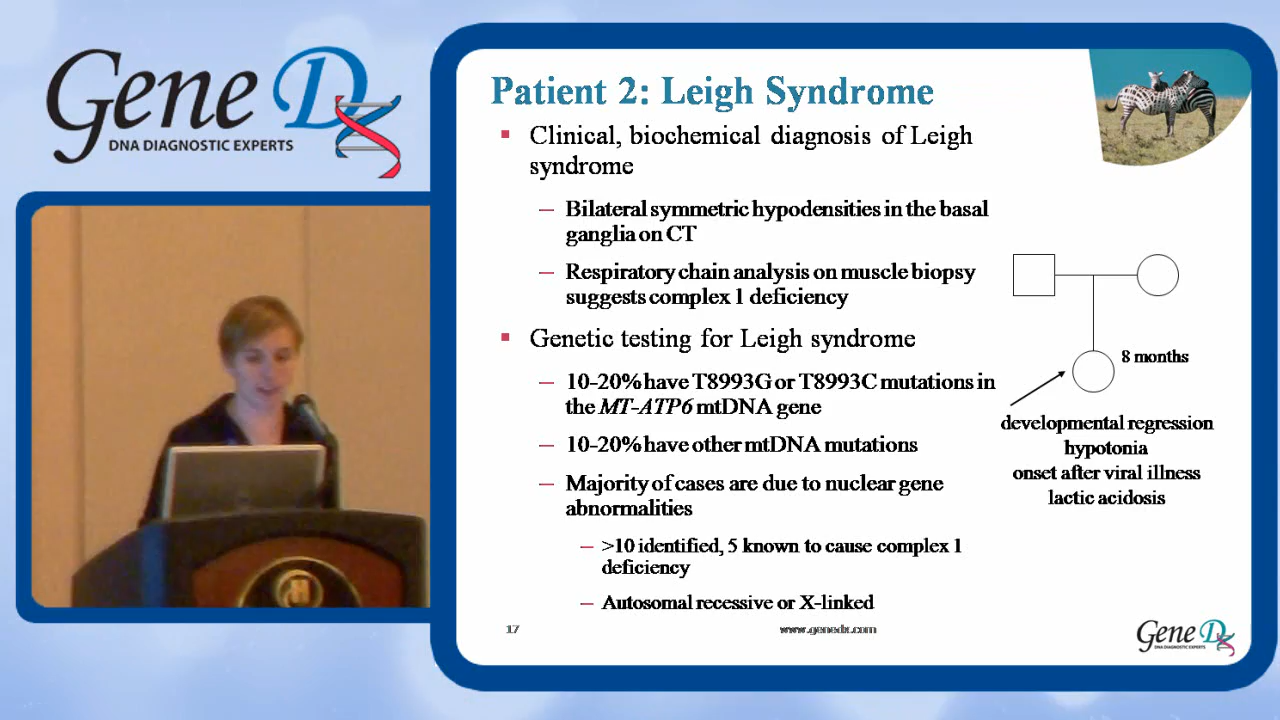 Gene Dx
DNA DIAGNOSTIC EXPERTS
Patient 2: Leigh Syndrome
▪ Clinical, biochemical diagnosis of Leigh
syndrome
– Bilateral symmetric hypodensities in the basal
ganglia on CT
– Respiratory chain analysis on muscle biopsy
suggests complex 1 deficiency
▪ Genetic testing for Leigh syndrome
– 10-20% have T8993G or T8993C mutations in
the MT-ATP6 mtDNA gene
– 10-20% have other mtDNA mutations
– Majority of cases are due to nuclear gene
abnormalities
– >10 identified, 5 known to cause complex 1
deficiency
– Autosomal recessive or X-linked
8 months
developmental regression
hypotonia
onset after viral illness
lactic acidosis
17
www.genedx.com
Gene Dx
DNA DIAGNOSTIC EXPERTS